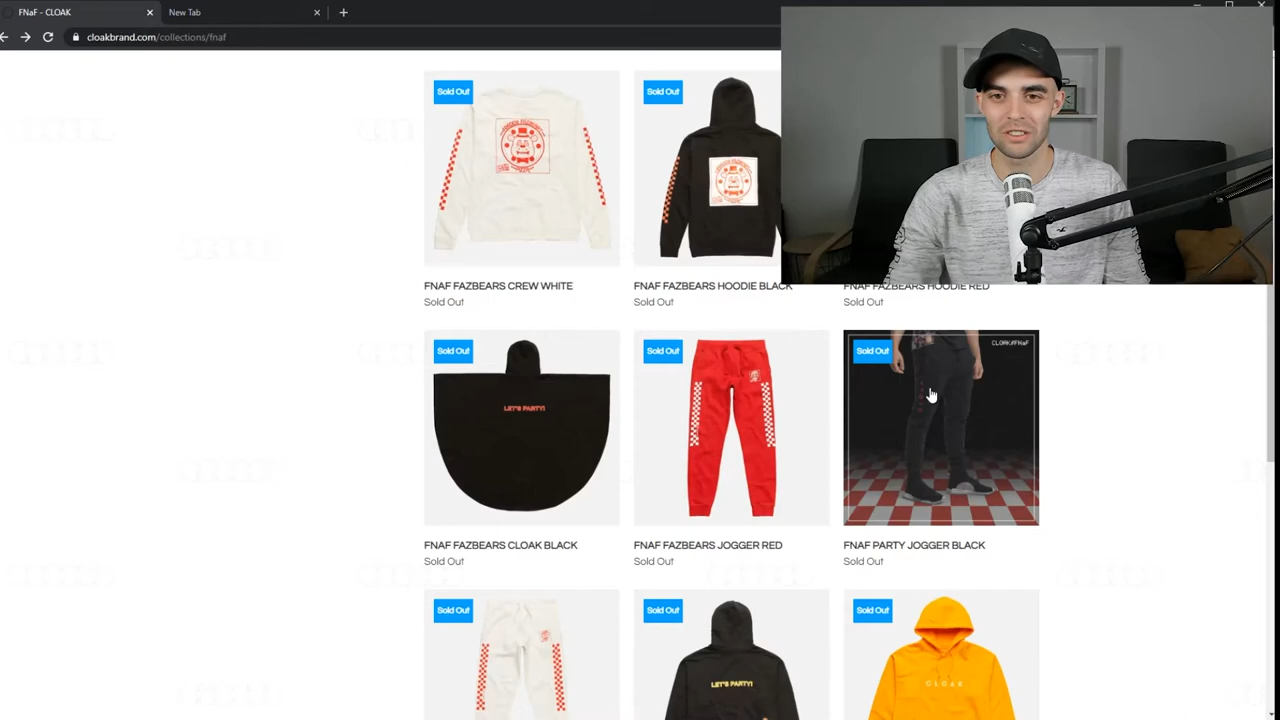 FNaF - CLOAK
New Tab
cloakbrand.com/collections/fnaf
Sold Out
Sold Out
FNAF FAZBEARS CREW WHITE
FNAF FAZBEARS HOODIE BLACK
FNAF FAZBEARS HOODIE RED
Sold Out
Sold Out
Sold Out
Sold Out
Sold Out
Sold Out
CLOAK//FNaF
LET'S PARTY!
FNAF FAZBEARS CLOAK BLACK
FNAF FAZBEARS JOGGER RED
FNAF PARTY JOGGER BLACK
Sold Out
Sold Out
Sold Out
Sold Out
Sold Out
Sold Out
LET'S PARTY!
CLOAK